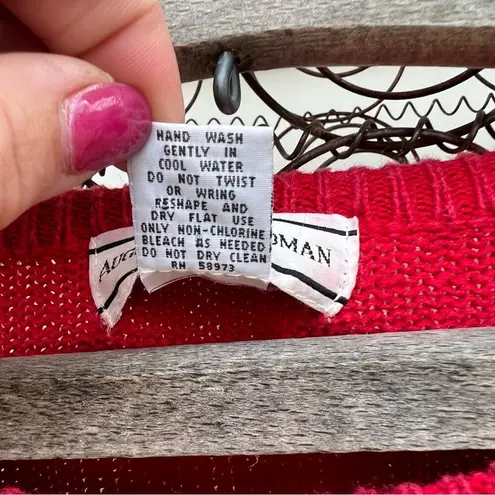 HAND WASH
GENTLY IN
COOL WATER
DO NOT TWIST
OR WRING
RESHAPE AND
DRY FLAT USE
ONLY NON-CHLORINE
BLEACH AS NEEDED
DO NOT DRY CLEAN
RN 58973